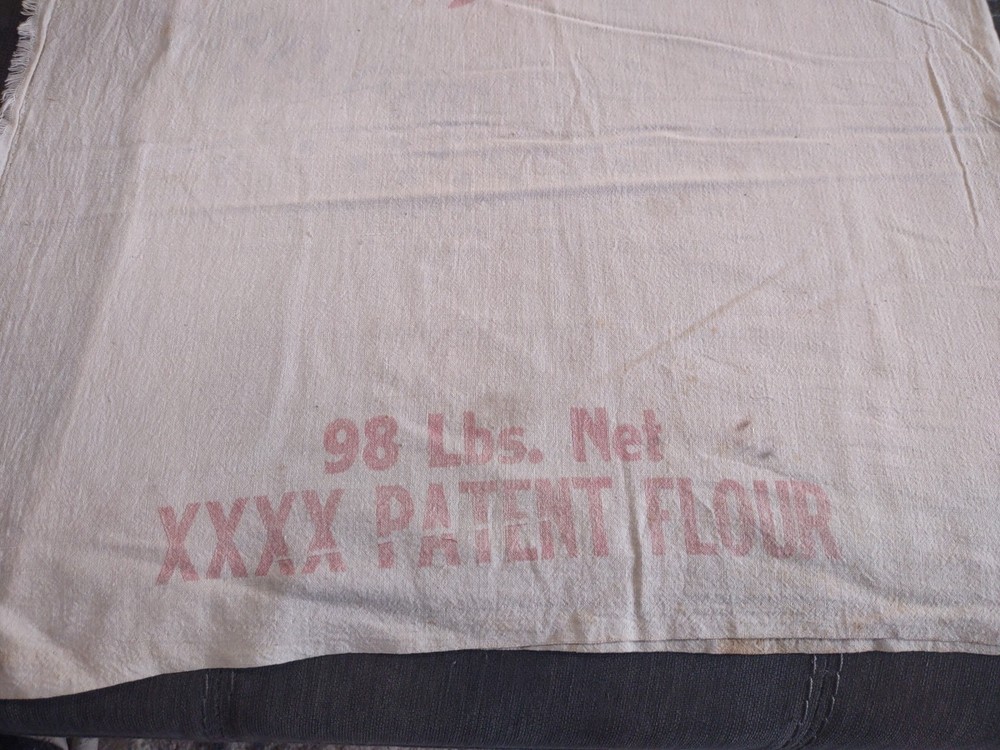 98 Lbs. Net
XXXX PATENT FLOUR